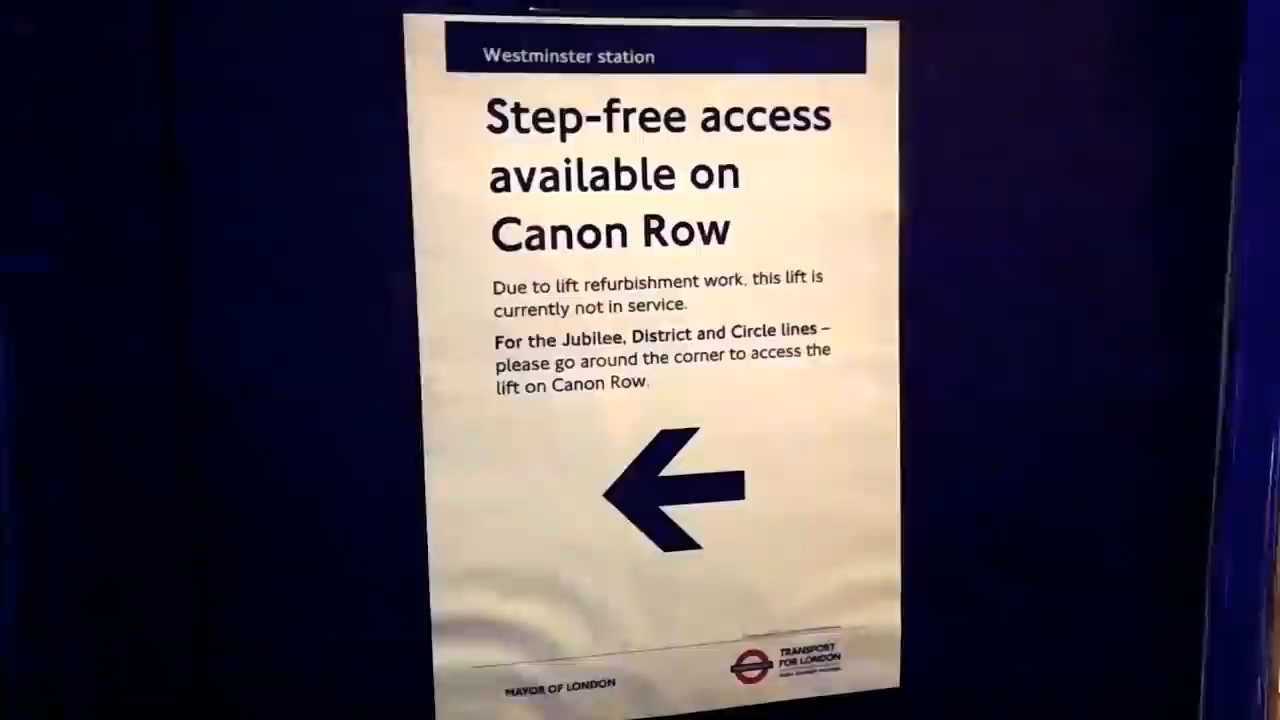 Westminster station
Step-free access
available on
Canon Row
Due to lift refurbishment work, this lift is
currently not in service.
For the Jubilee, District and Circle lines –
please go around the corner to access the
lift on Canon Row.
MAYOR OF LONDON
TRANSPORT
FOR LONDON